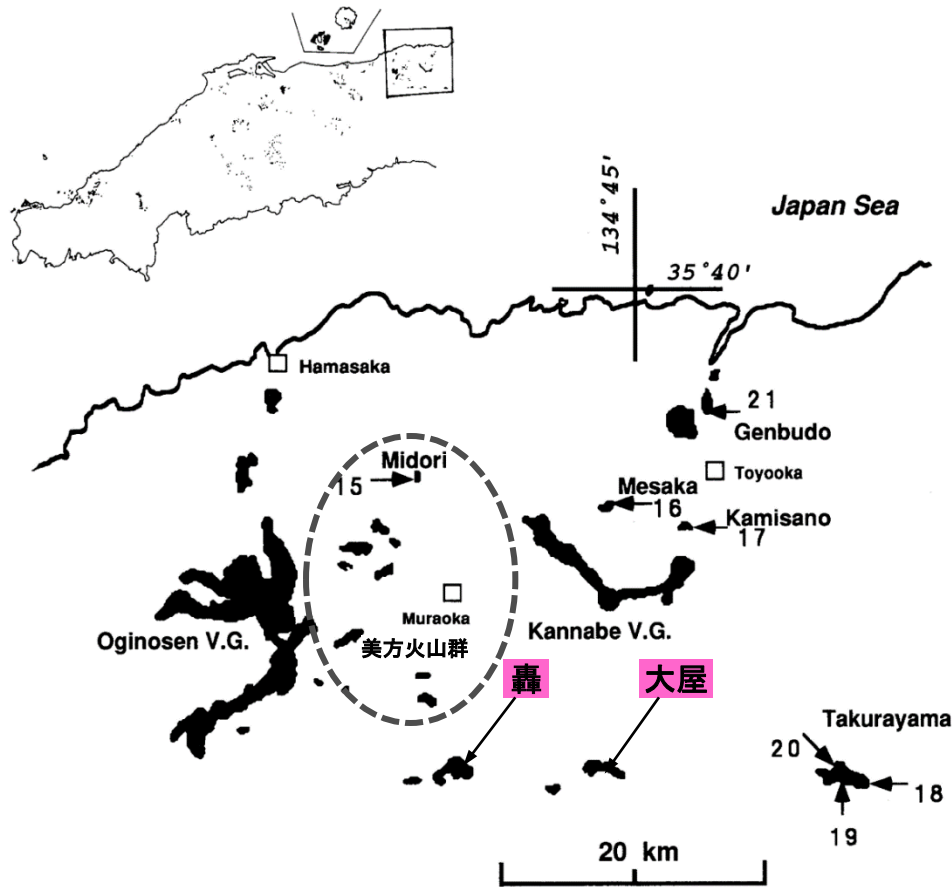 134°45'
Japan Sea
35°40'
Hamasaka
21
Genbudo
Midori
15
Toyooka
Mesaka
16
Kamisano
17
Muraoka
Oginosen V.G.
美方火山群
Kannabe V.G.
轟
大屋
Takurayama
20
18
19
20 km